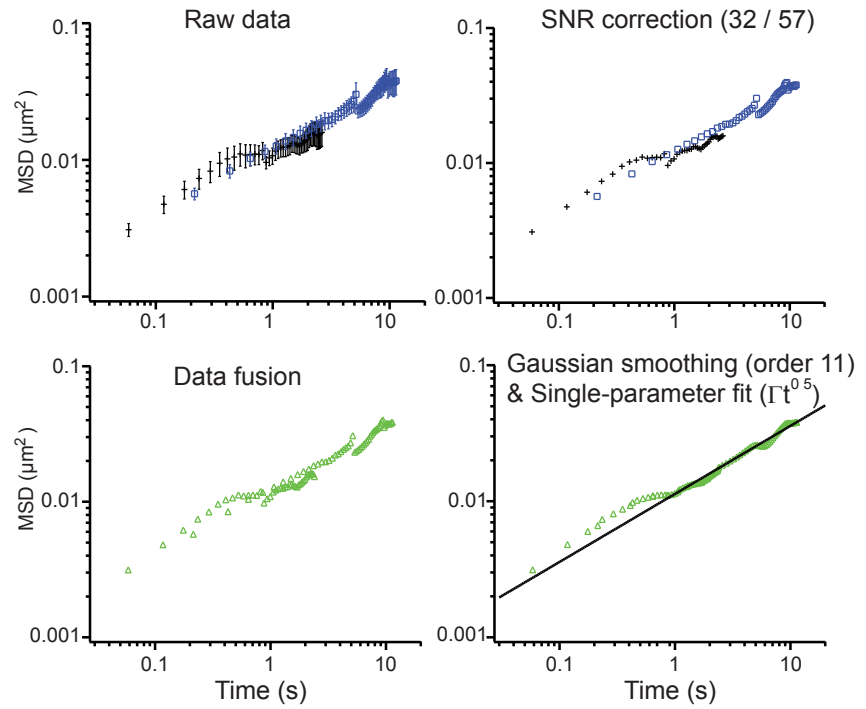 Raw data
0.1
0.01
0.001
MSD (μm²)
0.1
1
10
SNR correction (32 / 57)
0.1
0.01
0.001
0.1
1
10
Data fusion
0.1
0.01
0.001
MSD (μm²)
0.1
1
10
Time (s)
Gaussian smoothing (order 11)
& Single-parameter fit (Γt⁰ ⁵)
0.1
0.01
0.001
0.1
1
10
Time (s)